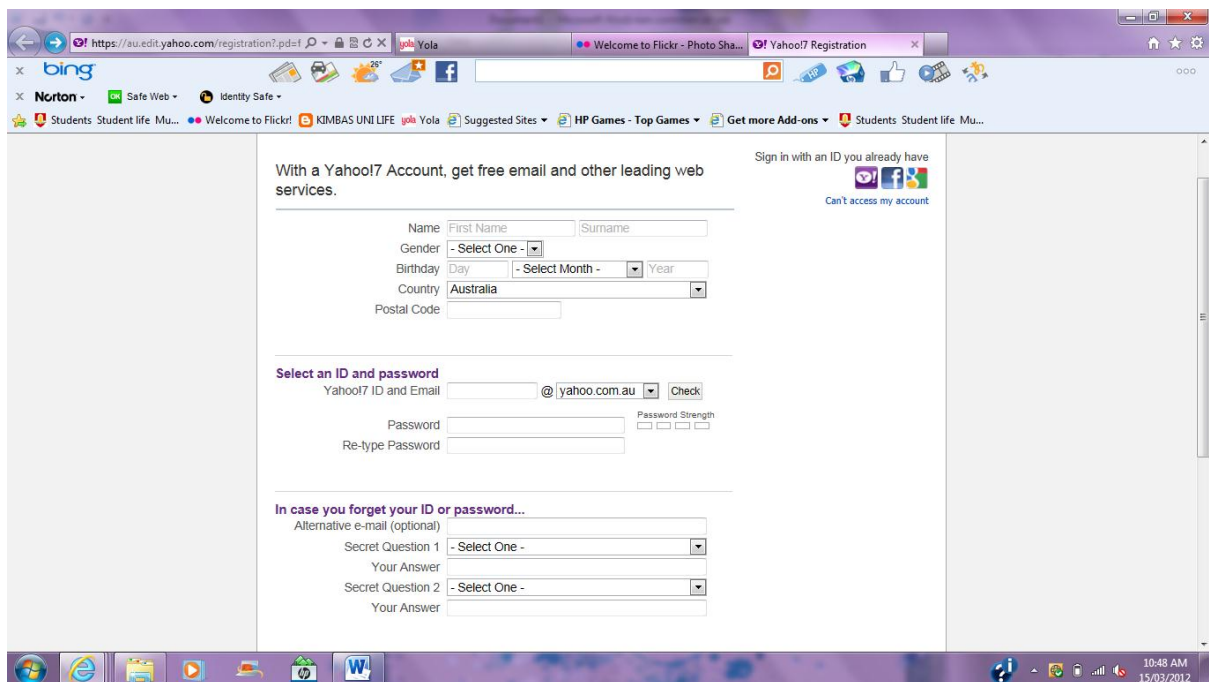 https://au.edit.yahoo.com/registration?.pd=f
yola Yola
Welcome to Flickr - Photo Sha...
Yahoo!7 Registration
x bing
26°
HP
X Norton
OK Safe Web
Identity Safe
Students Student life Mu...
Welcome to Flickr!
KIMBAS UNI LIFE
yola Yola
Suggested Sites
HP Games - Top Games
Get more Add-ons
Students Student life Mu...
With a Yahoo!7 Account, get free email and other leading web
services.
Sign in with an ID you already have
Can't access my account
Name First Name Surname
Gender - Select One -
Birthday Day - Select Month - Year
Country Australia
Postal Code
Select an ID and password
Yahoo!7 ID and Email @ yahoo.com.au Check
Password Password Strength
Re-type Password
In case you forget your ID or password...
Alternative e-mail (optional)
Secret Question 1 - Select One -
Your Answer
Secret Question 2 - Select One -
Your Answer
10:48 AM
15/03/2012